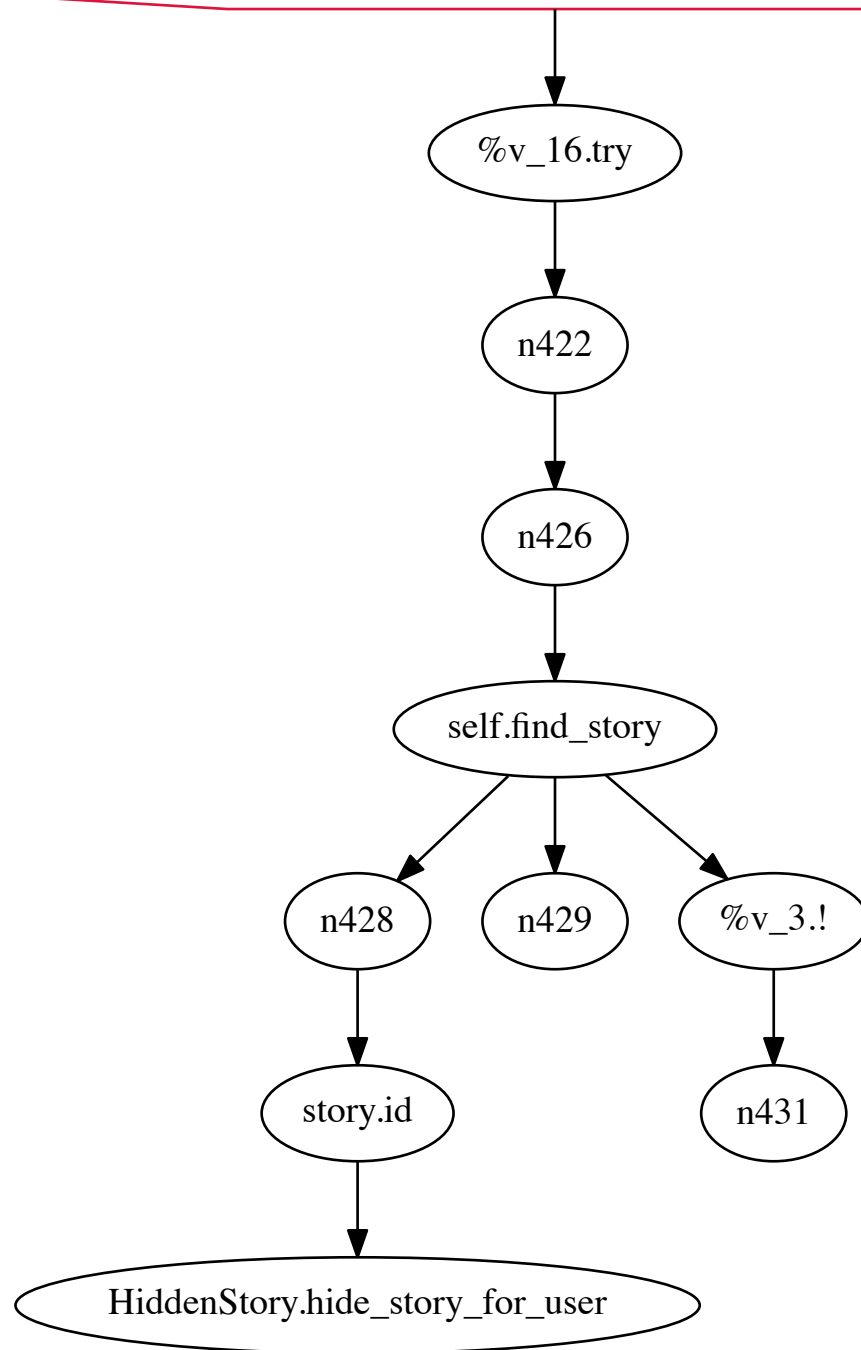 %v_16.try
n422
n426
self.find_story
n428
n429
%v_3.!
story.id
n431
HiddenStory.hide_story_for_user